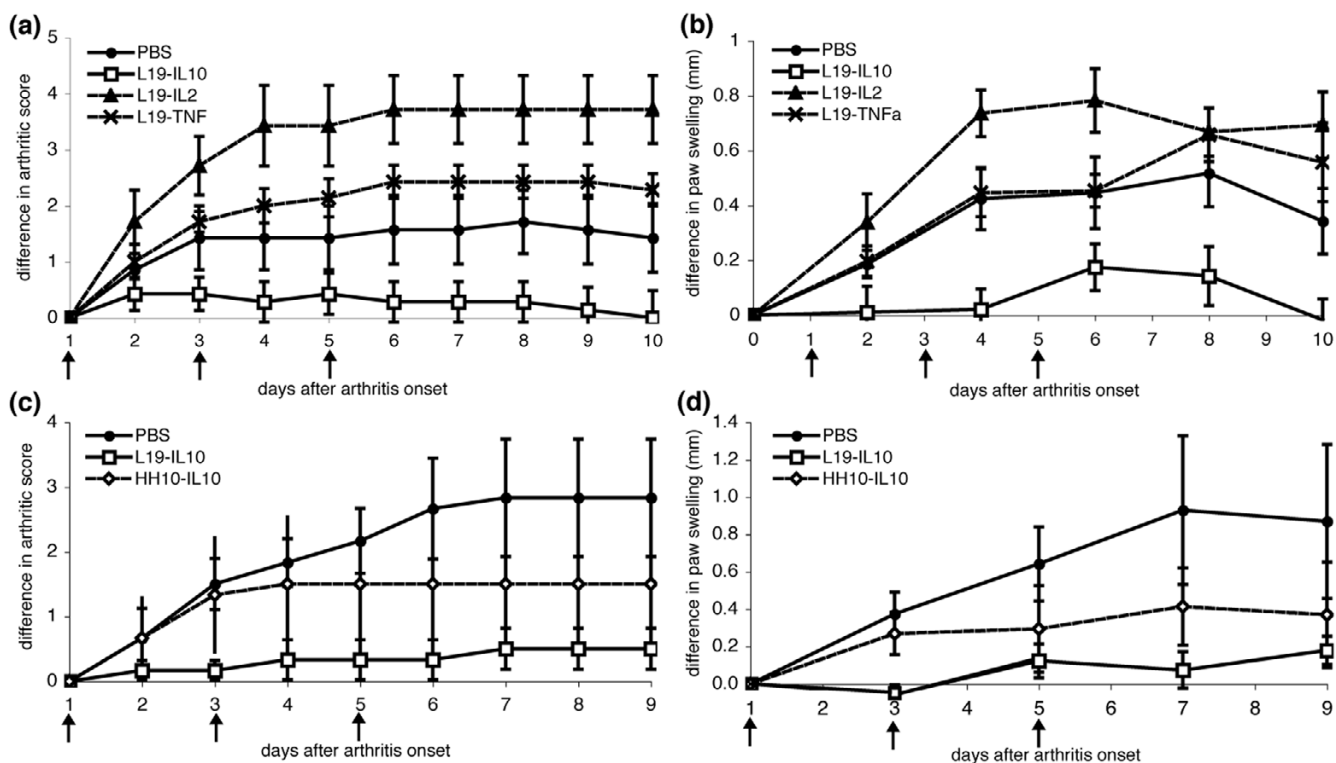 (a)
difference in arthritic score
PBS
L19-IL10
L19-IL2
L19-TNF
5
4
3
2
1
0
1 2 3 4 5 6 7 8 9 10
days after arthritis onset
(b)
difference in paw swelling (mm)
PBS
L19-IL10
L19-IL2
L19-TNFa
1
0.8
0.6
0.4
0.2
0
0 1 2 3 4 5 6 7 8 9 10
days after arthritis onset
(c)
difference in arthritic score
PBS
L19-IL10
HH10-IL10
4
3
2
1
0
1 2 3 4 5 6 7 8 9
days after arthritis onset
(d)
difference in paw swelling (mm)
PBS
L19-IL10
HH10-IL10
1.4
1.2
1.0
0.8
0.6
0.4
0.2
0.0
1 2 3 4 5 6 7 8 9
days after arthritis onset